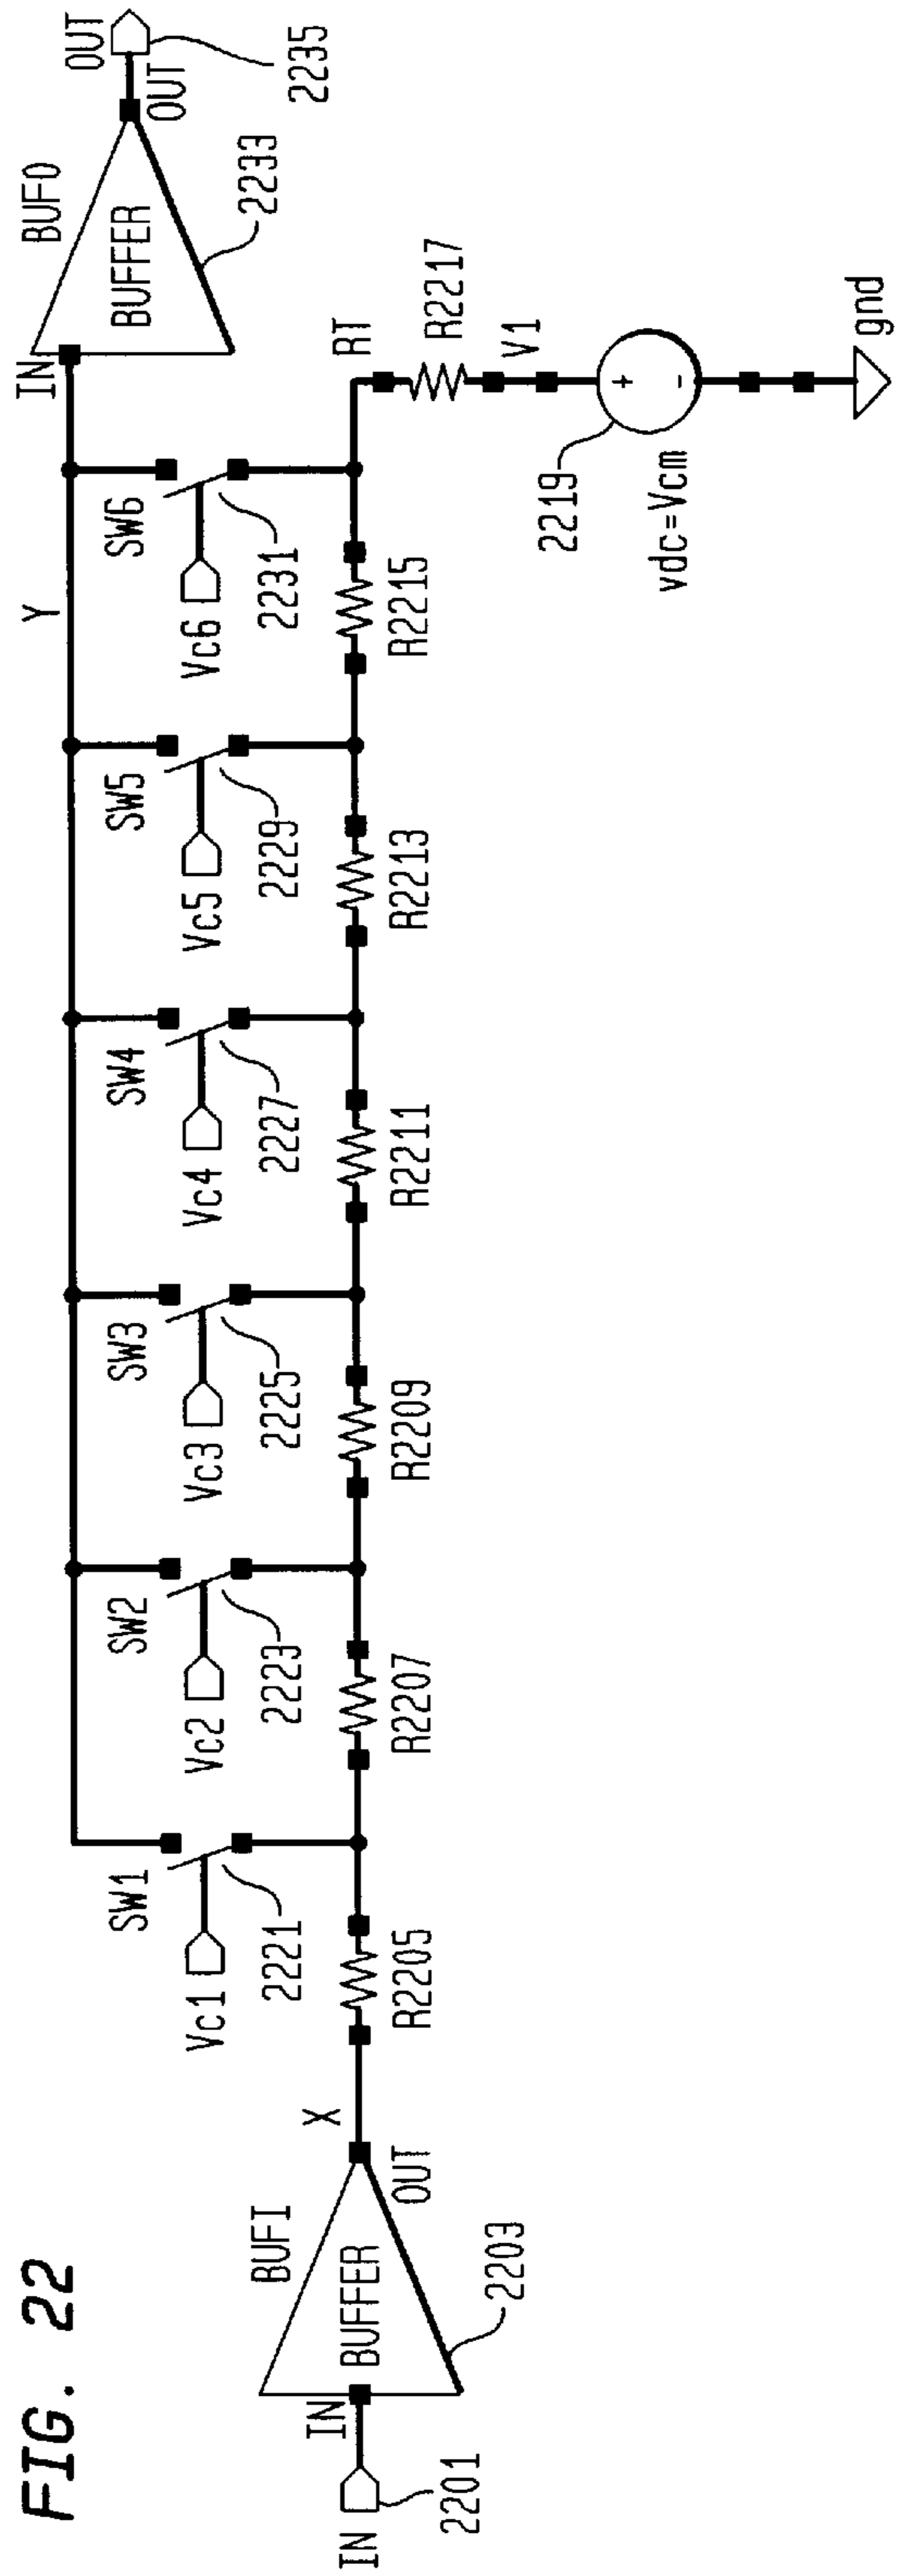 FIG. 22
IN
2201
IN
BUFI
BUFFER
2203
OUT
X
R2205
Vc1
SW1
2221
R2207
Vc2
SW2
2223
R2209
Vc3
SW3
2225
R2211
Vc4
SW4
2227
R2213
Vc5
SW5
2229
R2215
Vc6
SW6
2231
Y
RT
R2217
V1
+
-
2219
vdc=Vcm
gnd
IN
BUFO
BUFFER
2233
OUT
OUT
2235